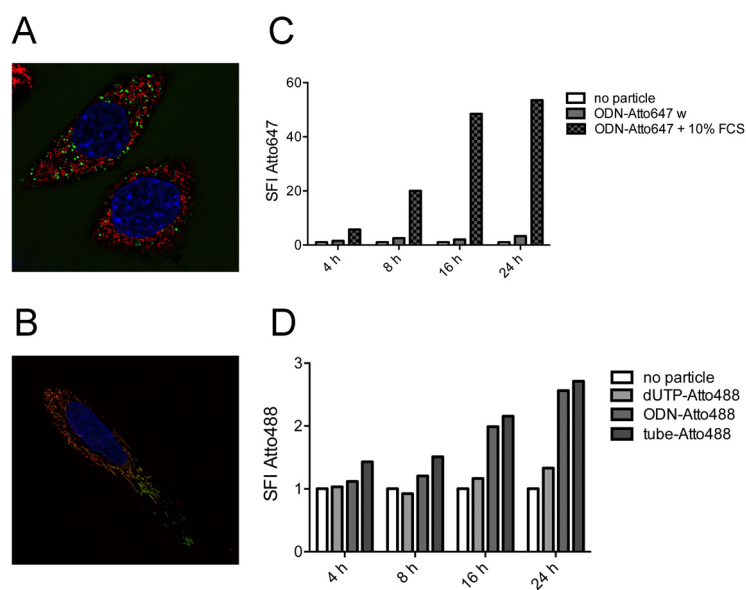 A
C
60
40
20
0
SFI Atto647
4 h
8 h
16 h
24 h
no particle
ODN-Atto647 w
ODN-Atto647 + 10% FCS
B
D
3
2
1
0
SFI Atto488
4 h
8 h
16 h
24 h
no particle
dUTP-Atto488
ODN-Atto488
tube-Atto488